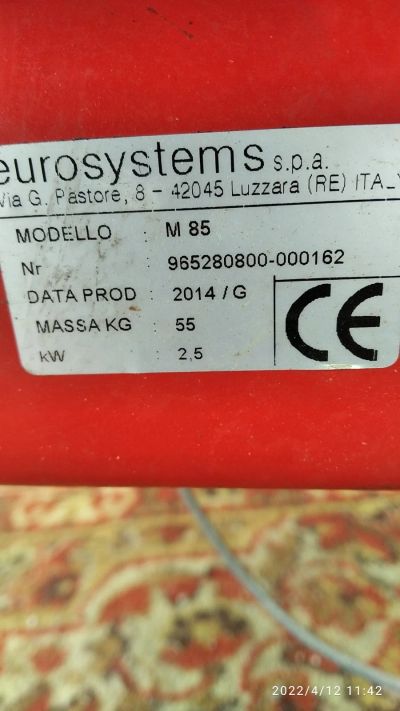 eurosystems s.p.a.
Via G. Pastore, 8 - 42045 Luzzara (RE) ITALY
MODELLO : M 85
Nr : 965280800-000162
DATA PROD : 2014 / G
MASSA KG : 55
kW : 2,5
CE
2022/4/12 11:42